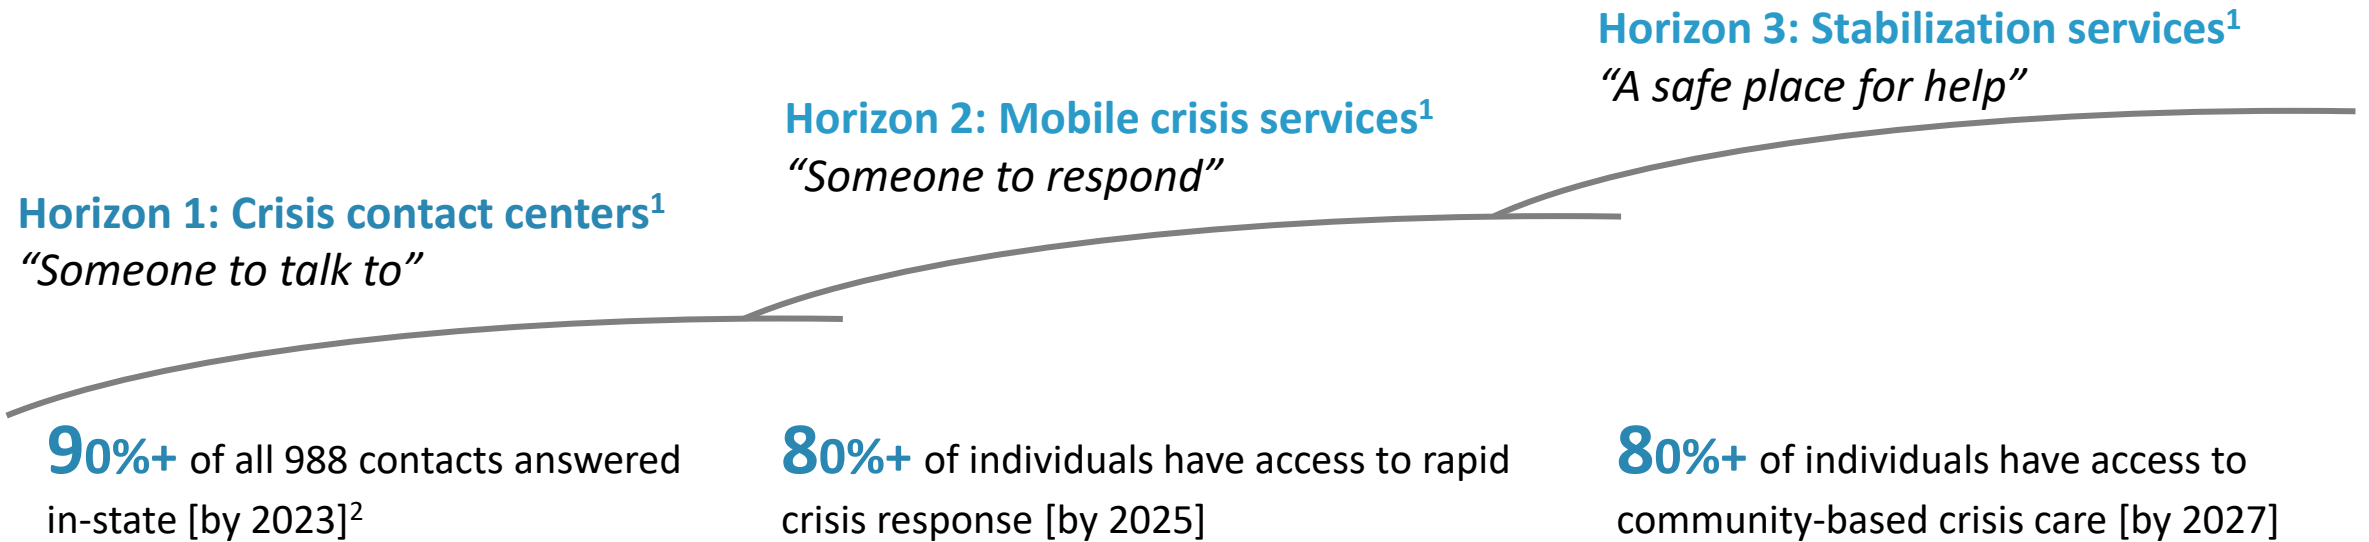 Horizon 1: Crisis contact centers¹
“Someone to talk to”
90%+ of all 988 contacts answered
in-state [by 2023]²
Horizon 2: Mobile crisis services¹
“Someone to respond”
80%+ of individuals have access to rapid
crisis response [by 2025]
Horizon 3: Stabilization services¹
“A safe place for help”
80%+ of individuals have access to
community-based crisis care [by 2027]